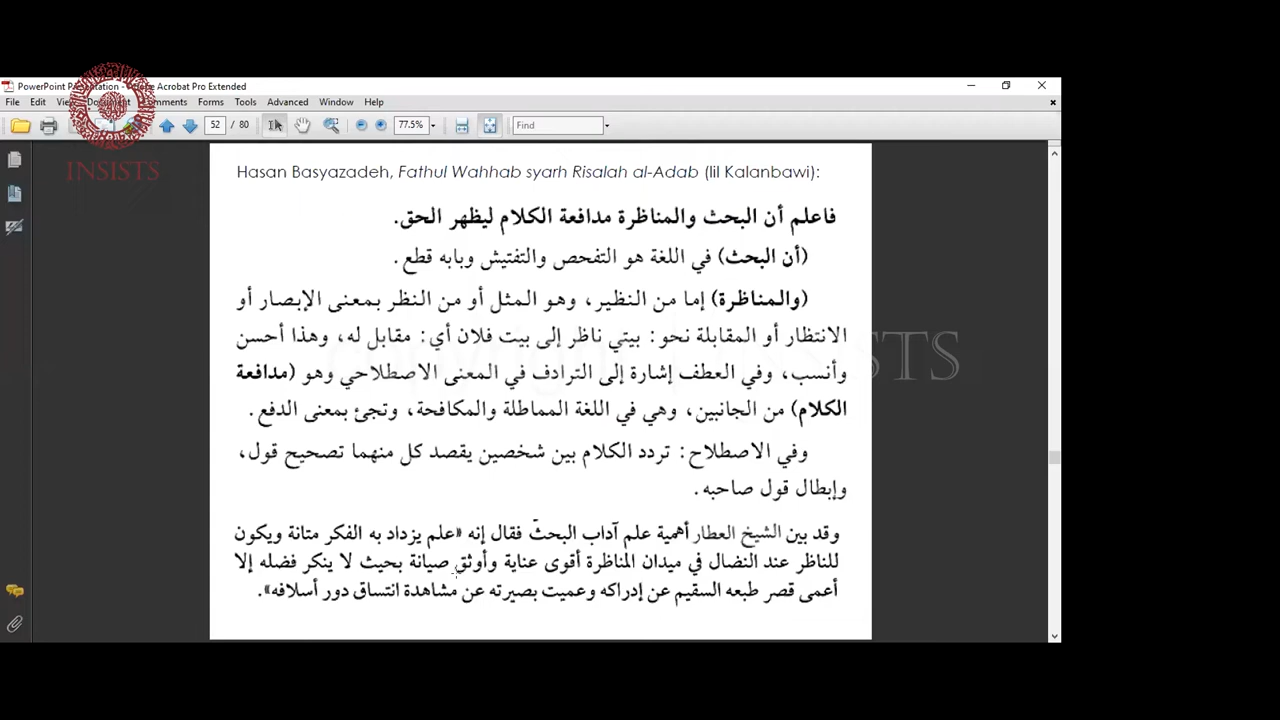 INSISTS
PowerPoint Presentation - Adobe Acrobat Pro Extended
File Edit View Document Comments Forms Tools Advanced Window Help
52 / 80 77.5% Find
Hasan Basyazadeh, Fathul Wahhab syarh Risalah al-Adab (lil Kalanbawi):
فاعلم أن البحث والمناظرة مدافعة الكلام ليظهر الحق.
(أن البحث) في اللغة هو التفحص والتفتيش وبابه قطع.
(والمناظرة) إما من النظير، وهو المثل أو من النظر بمعنى الإبصار أو
الانتظار أو المقابلة نحو: بيتي ناظر إلى بيت فلان أي: مقابل له، وهذا أحسن
وأنسب، وفي العطف إشارة إلى الترادف في المعنى الاصطلاحي وهو (مدافعة
الكلام) من الجانبين، وهي في اللغة المماطلة والمكافحة، وتجئ بمعنى الدفع.
وفي الاصطلاح: تردد الكلام بين شخصين يقصد كل منهما تصحيح قول،
وإبطال قول صاحبه.
وقد بين الشيخ العطار أهمية علم آداب البحث فقال إنه «علم يزداد به الفكر متانة ويكون
للناظر عند النضال في ميدان المناظرة أقوى عناية وأوثق صيانة بحيث لا ينكر فضله إلا
أعمى قصر طبعه السقيم عن إدراكه وعميت بصيرته عن مشاهدة انتساق دور أسلافه».
copyright INSISTS